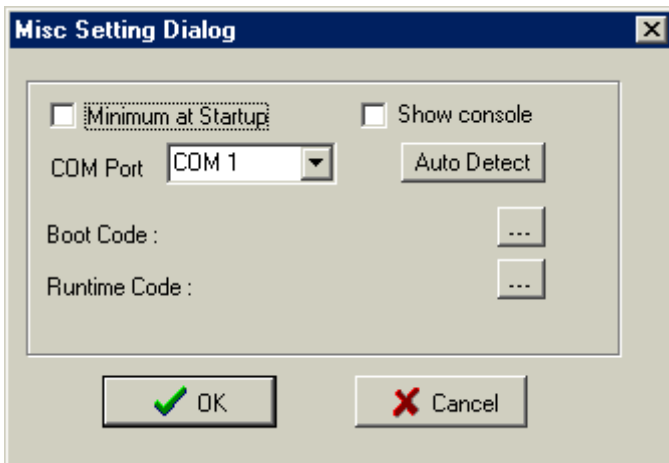 Misc Setting Dialog
Minimum at Startup Show console
COM Port COM 1 Auto Detect
Boot Code : ...
Runtime Code : ...
OK Cancel